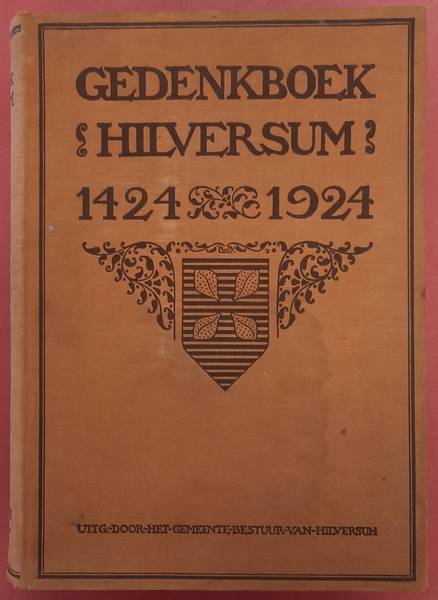 GEDENKBOEK
HILVERSUM
1424 1924
UITG·DOOR·HET·GEMEENTE·BESTUUR·VAN·HILVERSUM